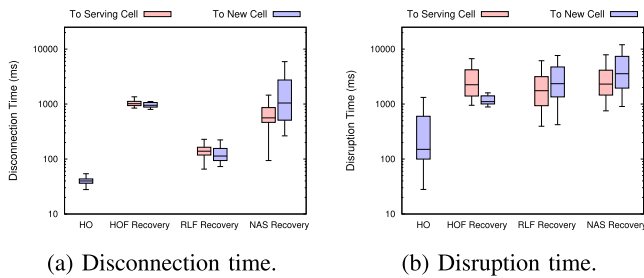 To Serving Cell To New Cell
10000
1000
100
10
Disconnection Time (ms)
HO HOF Recovery RLF Recovery NAS Recovery
(a) Disconnection time.
To Serving Cell To New Cell
10000
1000
100
10
Disruption Time (ms)
HO HOF Recovery RLF Recovery NAS Recovery
(b) Disruption time.